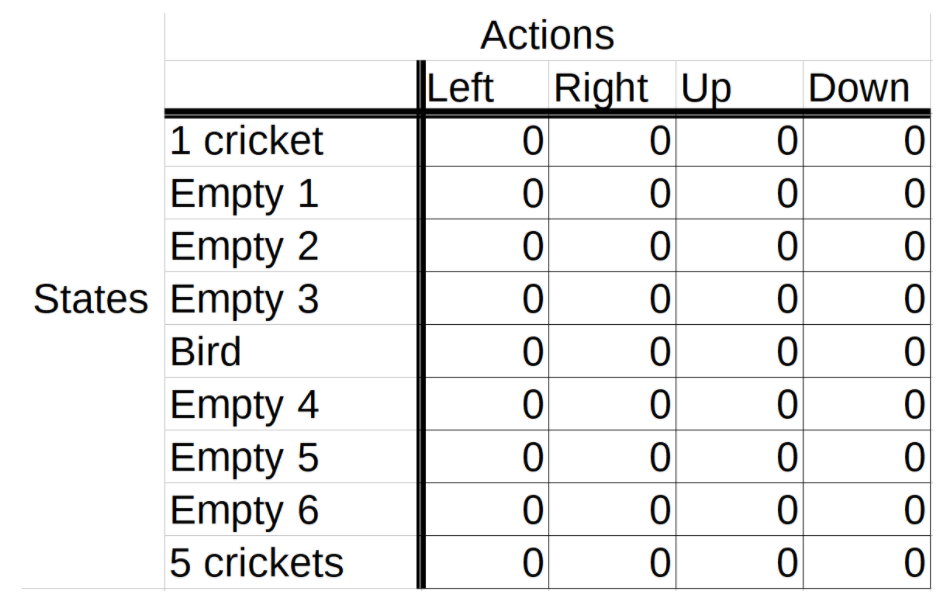 Actions
Left Right Up Down
1 cricket 0 0 0 0
Empty 1 0 0 0 0
Empty 2 0 0 0 0
States Empty 3 0 0 0 0
Bird 0 0 0 0
Empty 4 0 0 0 0
Empty 5 0 0 0 0
Empty 6 0 0 0 0
5 crickets 0 0 0 0